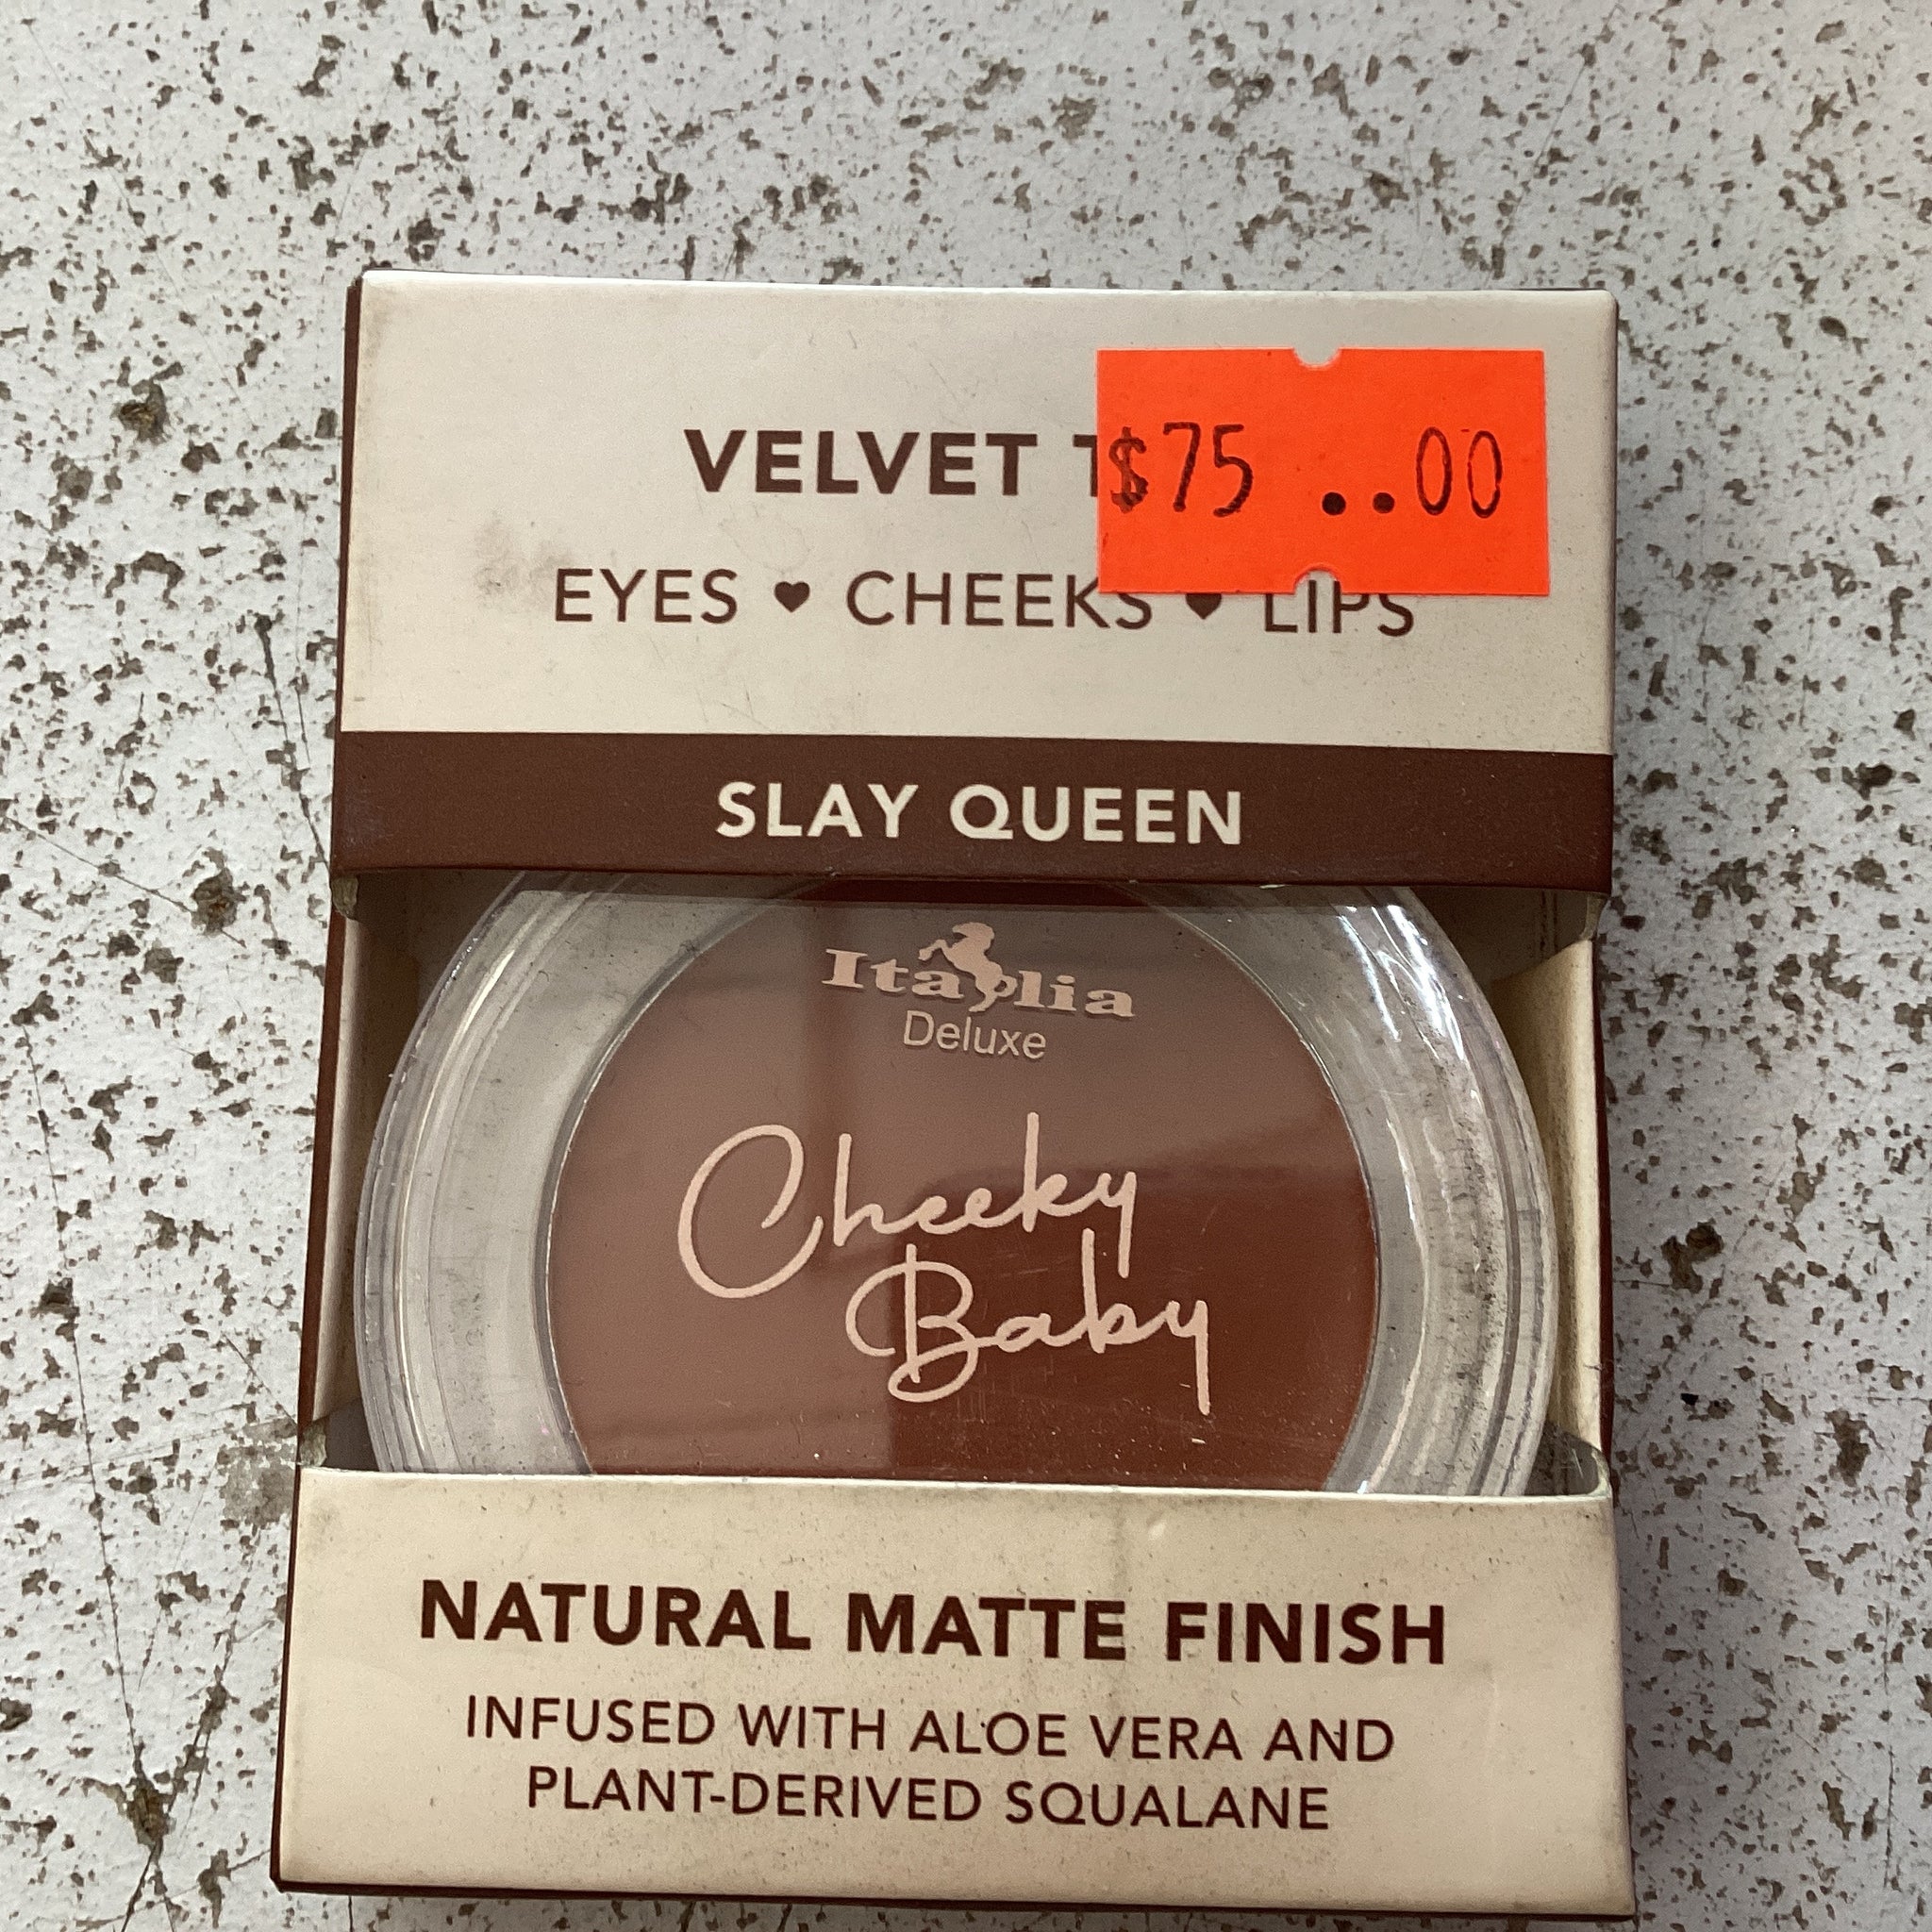 VELVET
$75 ..00
EYES ♥ CHEEKS ♥ LIPS
SLAY QUEEN
Italia
Deluxe
Cheeky
Baby
NATURAL MATTE FINISH
INFUSED WITH ALOE VERA AND
PLANT-DERIVED SQUALANE